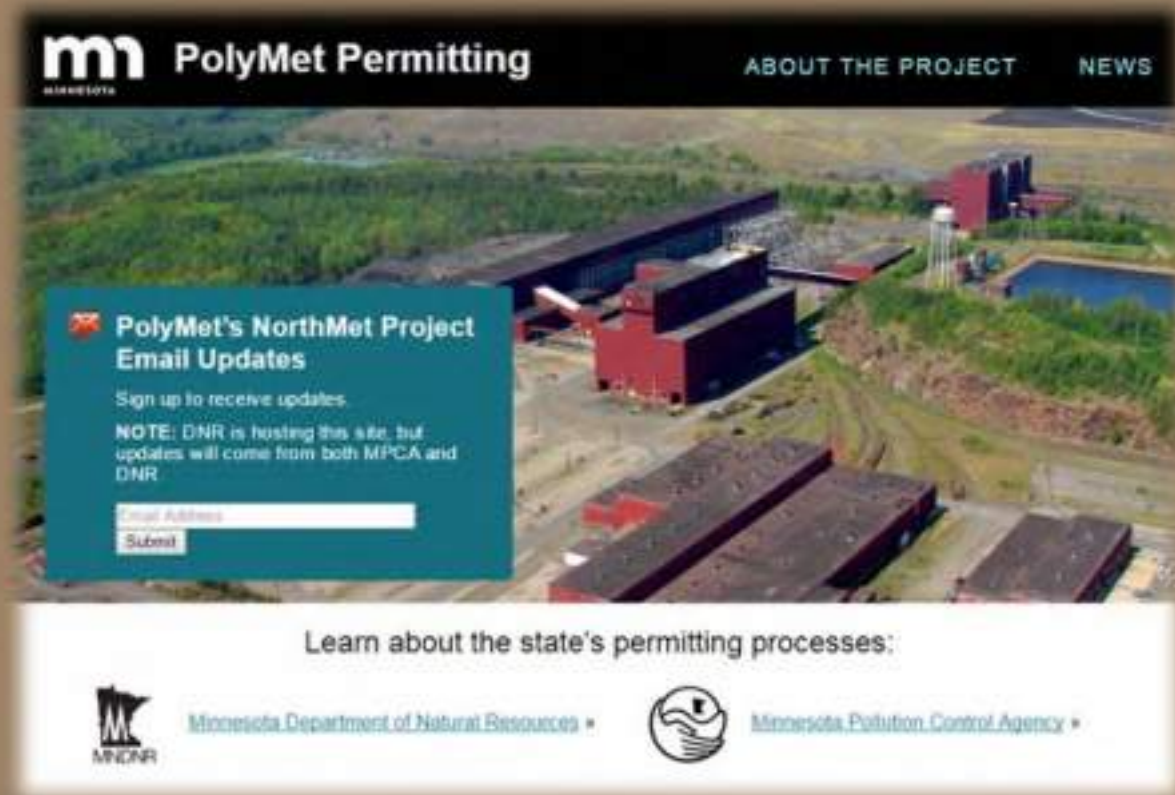 mn PolyMet Permitting ABOUT THE PROJECT NEWS
MINNESOTA
PolyMet's NorthMet Project
Email Updates
Sign up to receive updates.
NOTE: DNR is hosting this site, but
updates will come from both MPCA and
DNR
Email Address
Submit
Learn about the state's permitting processes:
Minnesota Department of Natural Resources »
MNDNR
Minnesota Pollution Control Agency »